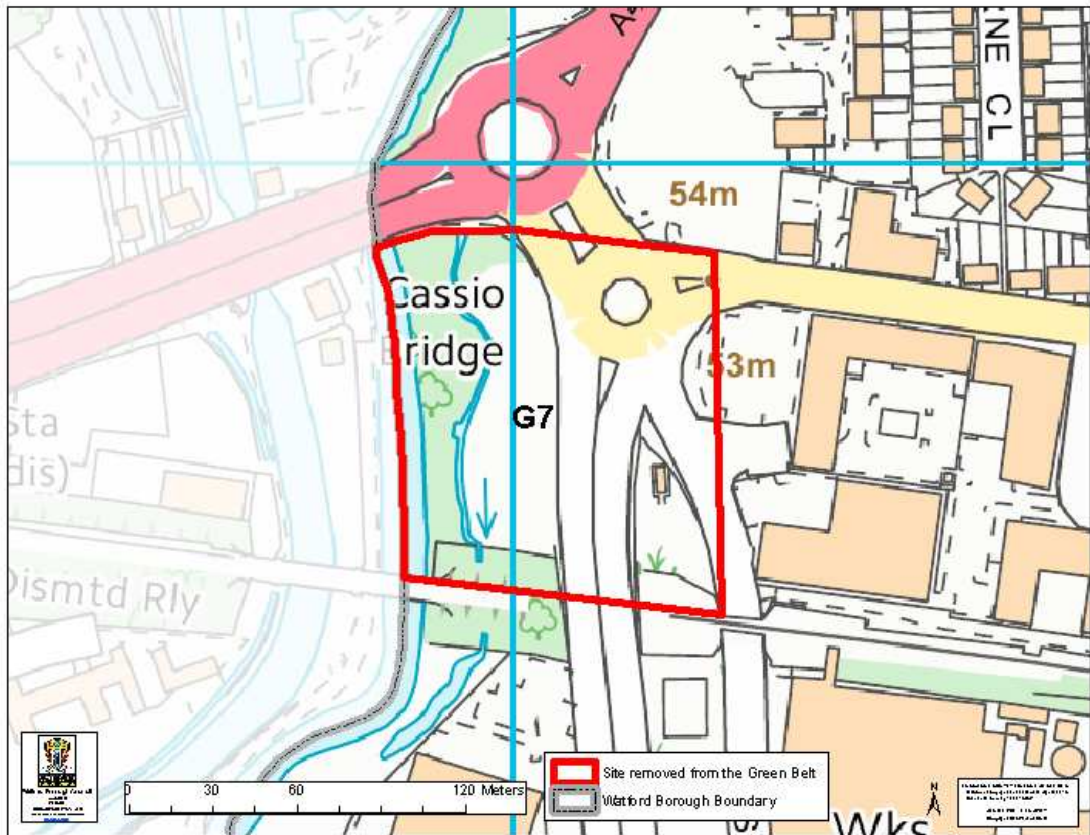 A4
NE CL
54m
Cassio
Bridge
53m
G7
Sta
dis)
Dismtd Rly
Site removed from the Green Belt
Watford Borough Boundary
0 30 60 120 Meters
N
S
Wks